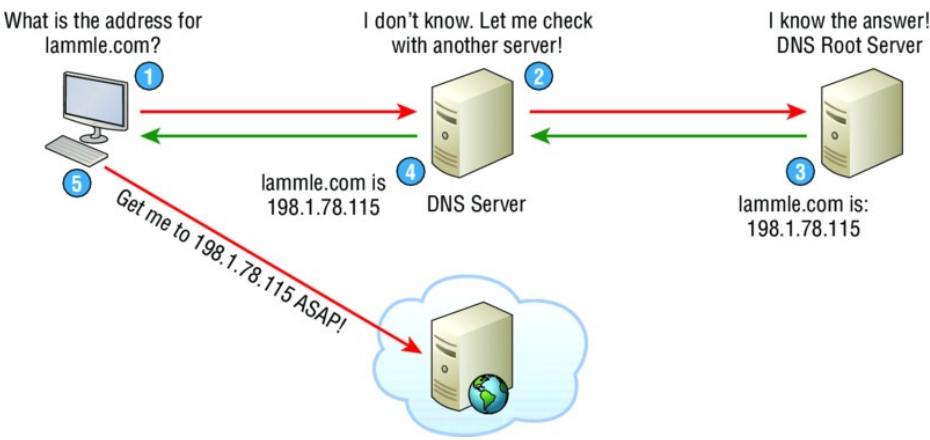 What is the address for
lammle.com?
I don't know. Let me check
with another server!
I know the answer!
DNS Root Server
1
2
3
4
5
lammle.com is
198.1.78.115
DNS Server
lammle.com is:
198.1.78.115
Get me to 198.1.78.115 ASAP!